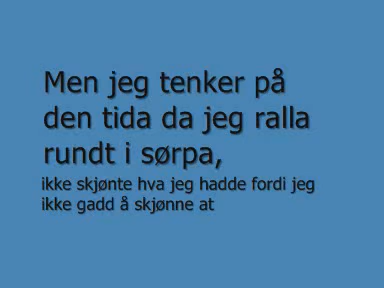 Men jeg tenker på
den tida da jeg ralla
rundt i sørpa,
ikke skjønte hva jeg hadde fordi jeg
ikke gadd å skjønne at